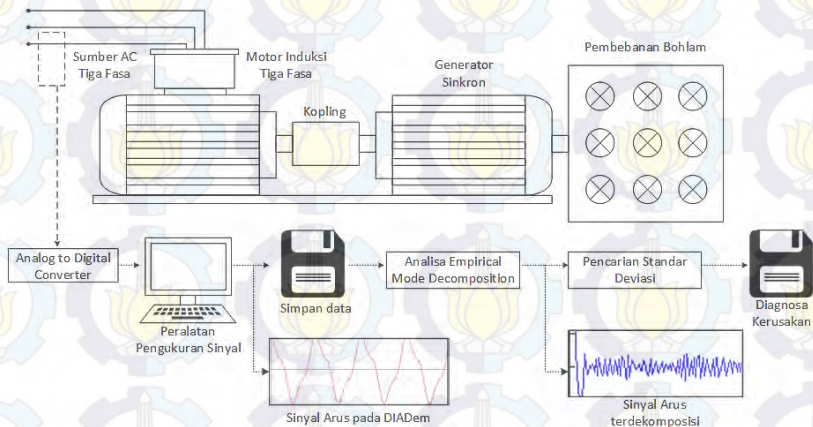 Sumber AC
Tiga Fasa
Motor Induksi
Tiga Fasa
Kopling
Generator
Sinkron
Pembebanan Bohlam
Analog to Digital
Converter
Peralatan
Pengukuran Sinyal
Simpan data
Analisa Empirical
Mode Decomposition
Pencarian Standar
Deviasi
Diagnosa
Kerusakan
Sinyal Arus pada DIADem
Sinyal Arus
terdekomposisi